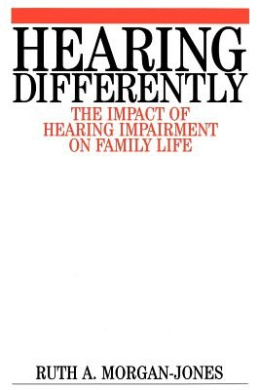 HEARING
DIFFERENTLY
THE IMPACT OF
HEARING IMPAIRMENT
ON FAMILY LIFE
RUTH A. MORGAN-JONES